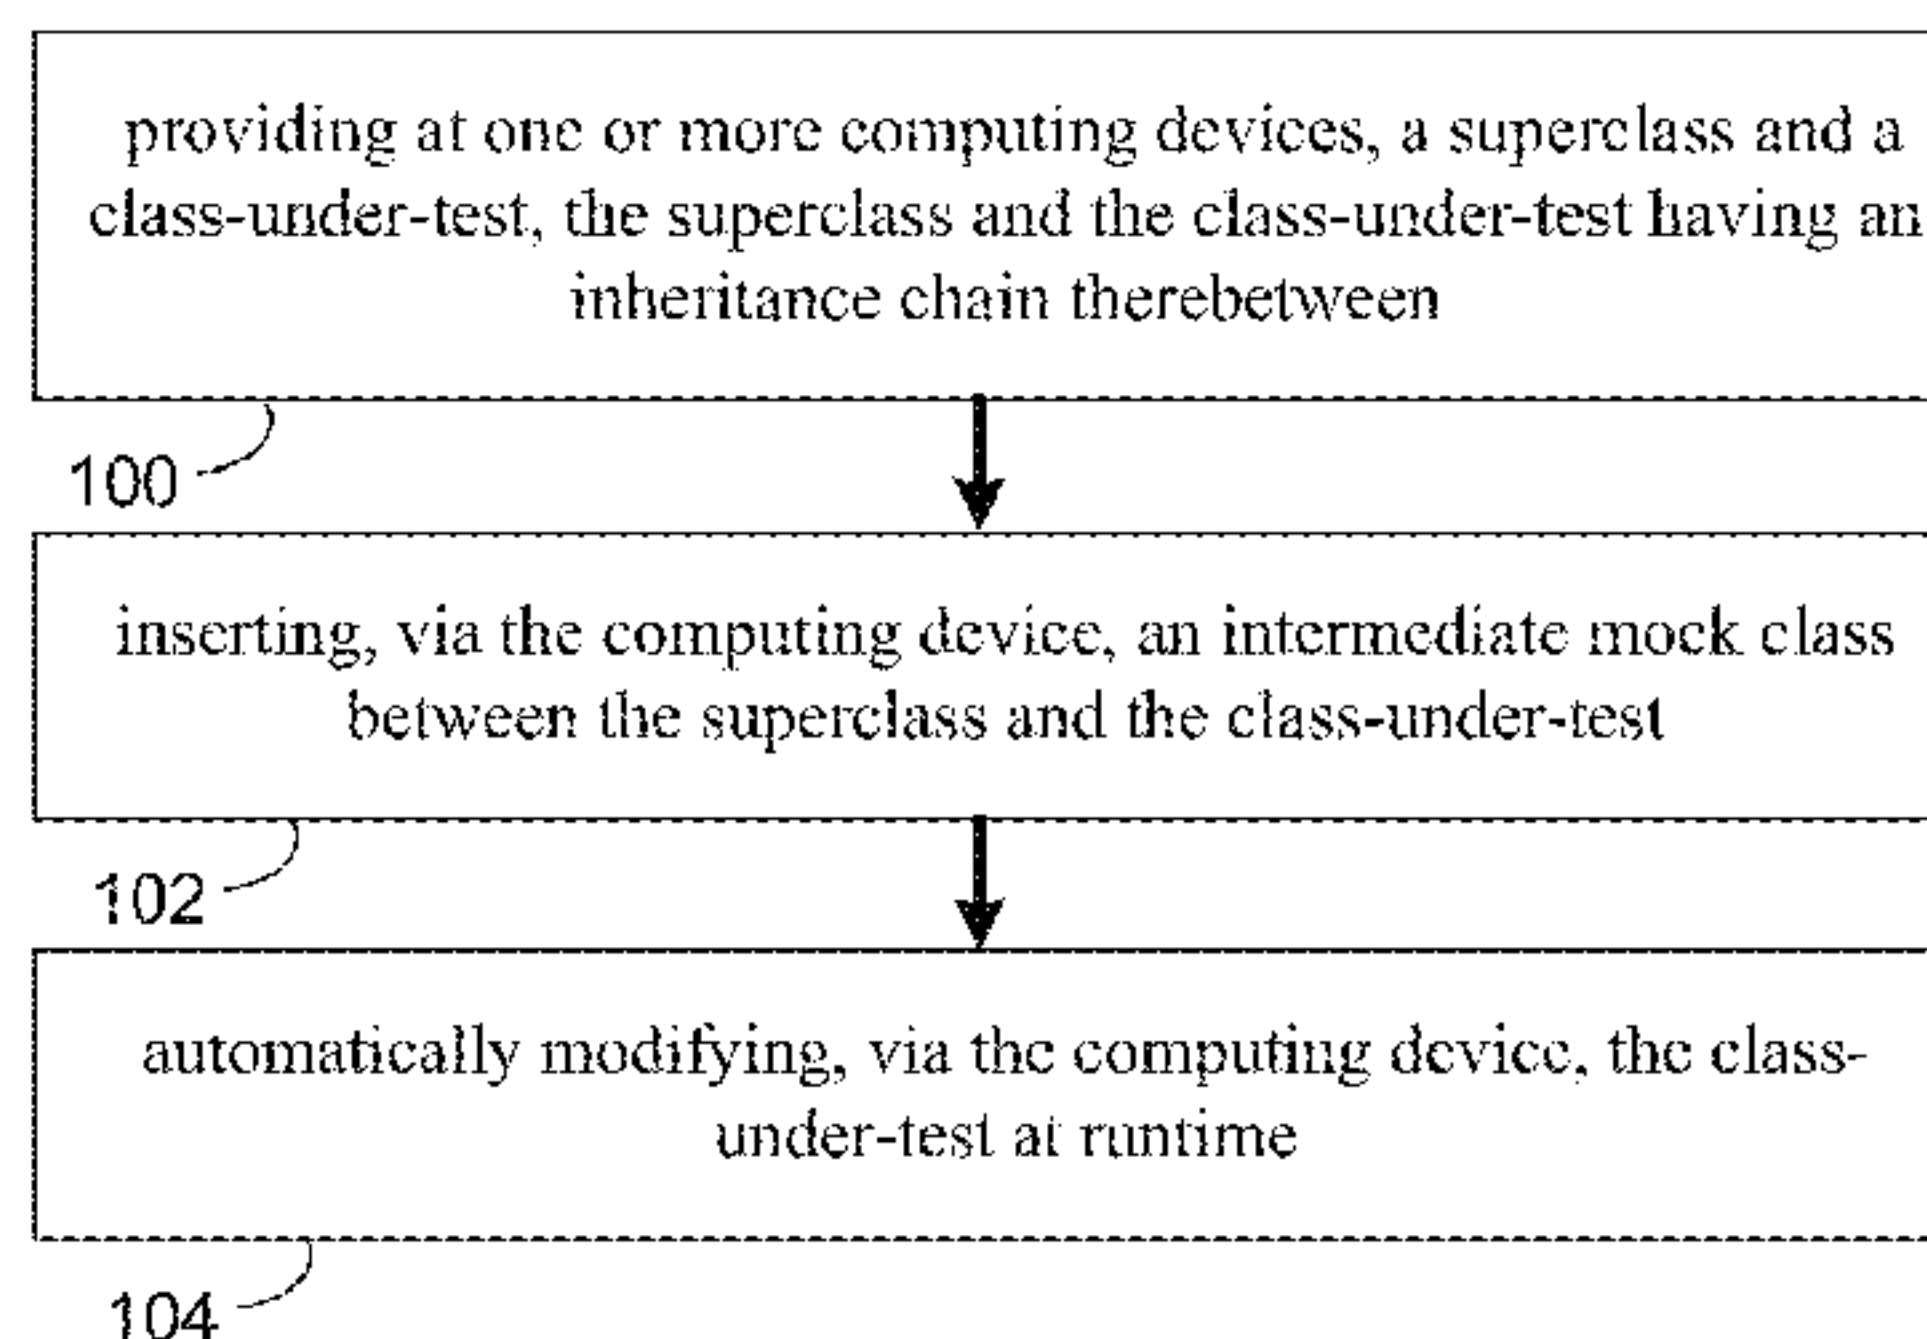 providing at one or more computing devices, a superclass and a
class-under-test, the superclass and the class-under-test having an
inheritance chain therebetween
100
inserting, via the computing device, an intermediate mock class
between the superclass and the class-under-test
102
automatically modifying, via the computing device, the class-
under-test at runtime
104